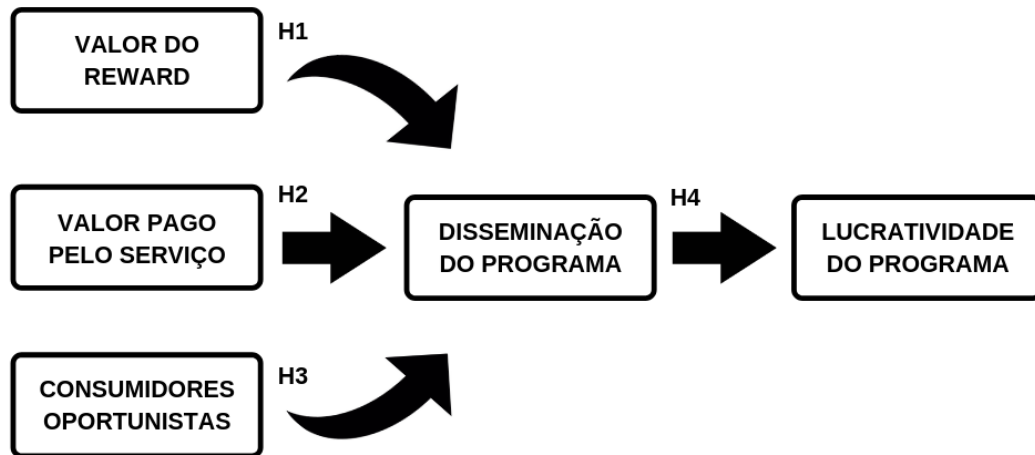 VALOR DO
REWARD
H1
VALOR PAGO
PELO SERVIÇO
H2
CONSUMIDORES
OPORTUNISTAS
H3
DISSEMINAÇÃO
DO PROGRAMA
H4
LUCRATIVIDADE
DO PROGRAMA